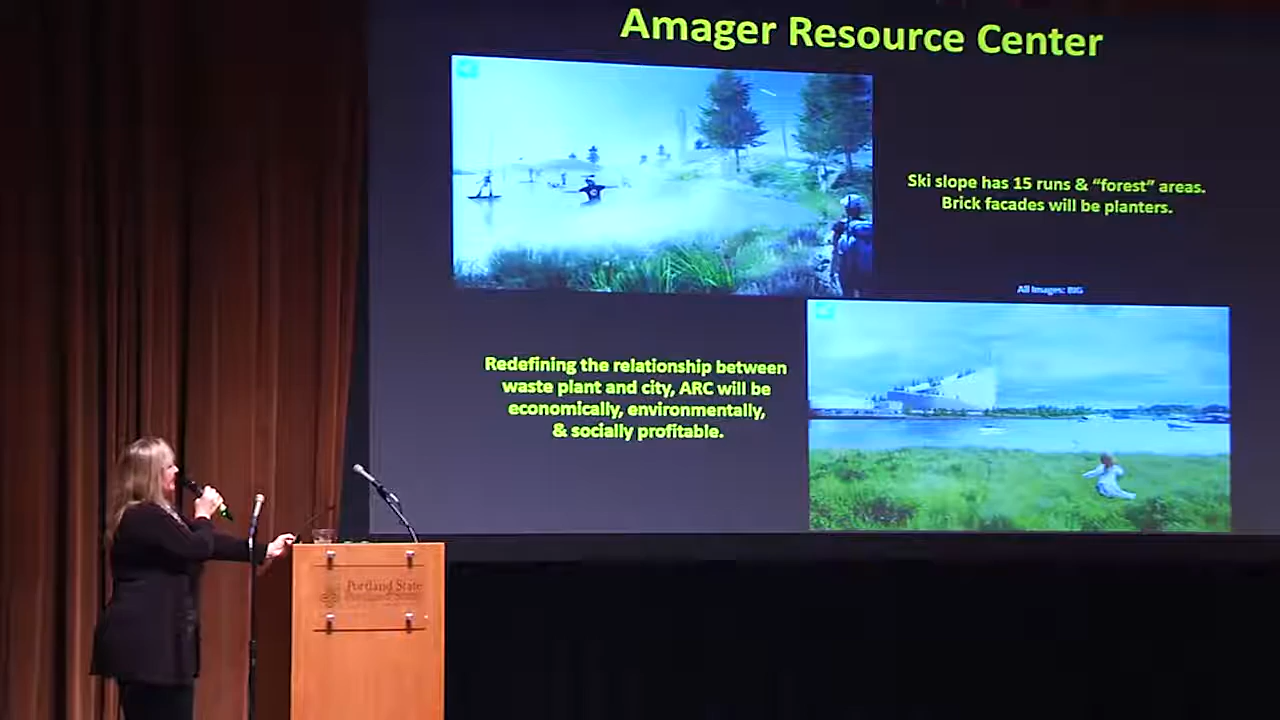 Amager Resource Center
Ski slope has 15 runs & “forest” areas.
Brick facades will be planters.
All Images: BIG
Redefining the relationship between
waste plant and city, ARC will be
economically, environmentally,
& socially profitable.
Portland State